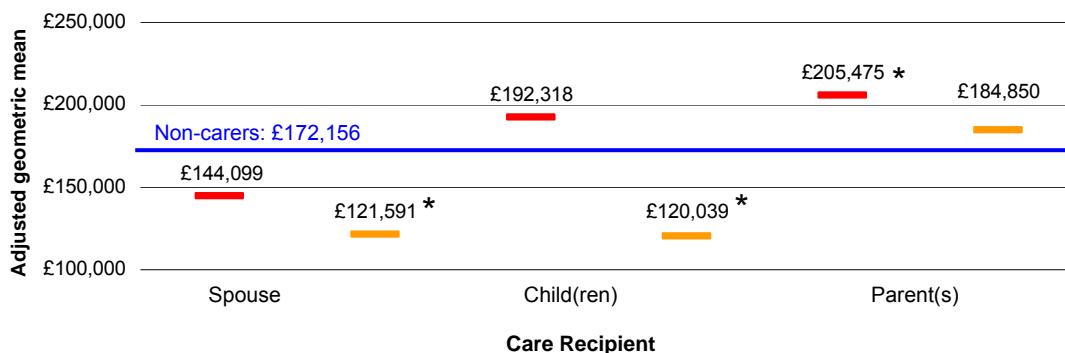 £250,000
£205,475 *
£192,318
£184,850
£200,000
Non-carers: £172,156
£144,099
£150,000
£121,591 *
£120,039 *
£100,000
Spouse
Child(ren)
Parent(s)
Adjusted geometric mean
Care Recipient